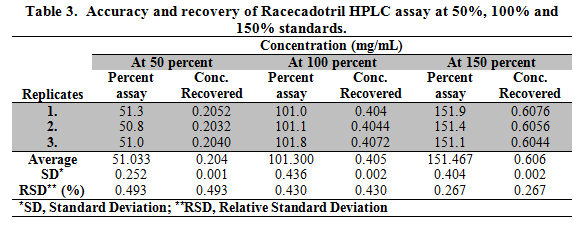 Table 3. Accuracy and recovery of Racecadotril HPLC assay at 50%, 100% and
150% standards.
Concentration (mg/mL)
At 50 percent At 100 percent At 150 percent
Replicates Percent assay Conc. Recovered Percent assay Conc. Recovered Percent assay Conc. Recovered
1. 51.3 0.2052 101.0 0.404 151.9 0.6076
2. 50.8 0.2032 101.1 0.4044 151.4 0.6056
3. 51.0 0.2040 101.8 0.4072 151.1 0.6044
Average 51.033 0.204 101.300 0.405 151.467 0.606
SD* 0.252 0.001 0.436 0.002 0.404 0.002
RSD** (%) 0.493 0.493 0.430 0.430 0.267 0.267
*SD, Standard Deviation; **RSD, Relative Standard Deviation